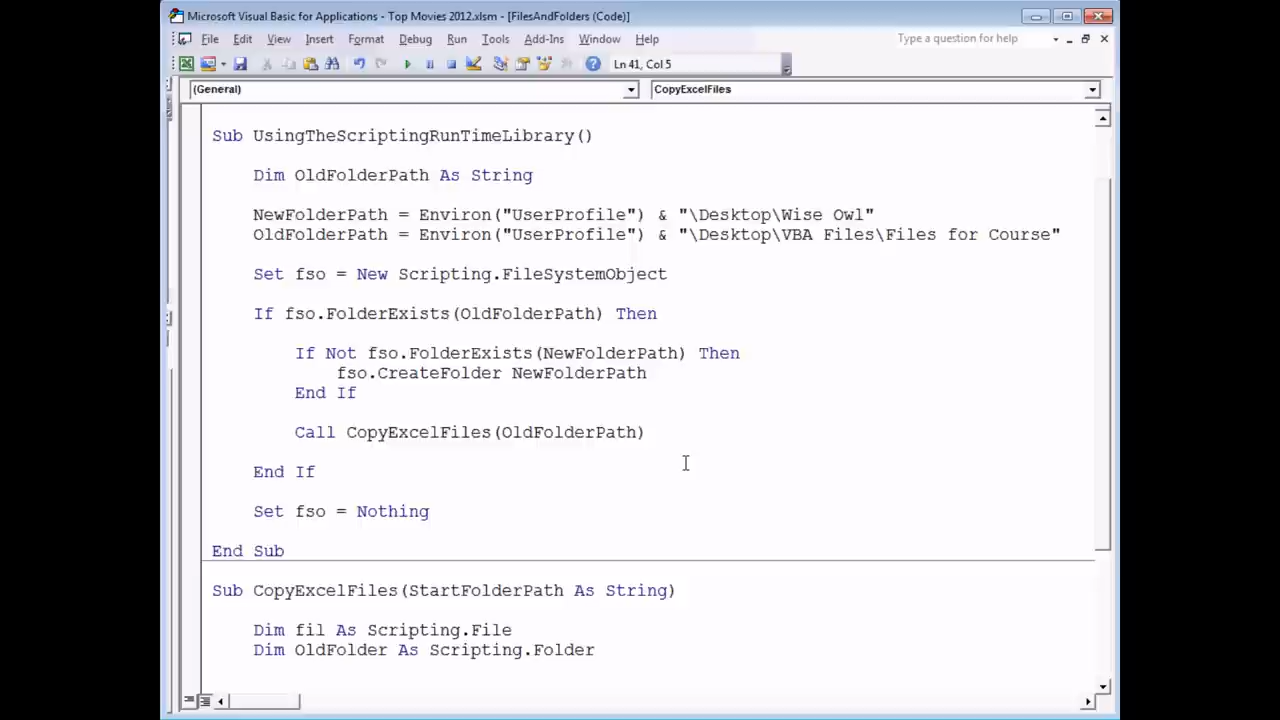 Microsoft Visual Basic for Applications - Top Movies 2012.xlsm - [FilesAndFolders (Code)]
File Edit View Insert Format Debug Run Tools Add-Ins Window Help Type a question for help
Ln 41, Col 5
(General) CopyExcelFiles
Sub UsingTheScriptingRunTimeLibrary()
Dim OldFolderPath As String
NewFolderPath = Environ("UserProfile") & "\Desktop\Wise Owl"
OldFolderPath = Environ("UserProfile") & "\Desktop\VBA Files\Files for Course"
Set fso = New Scripting.FileSystemObject
If fso.FolderExists(OldFolderPath) Then
If Not fso.FolderExists(NewFolderPath) Then
fso.CreateFolder NewFolderPath
End If
Call CopyExcelFiles(OldFolderPath)
End If
Set fso = Nothing
End Sub
Sub CopyExcelFiles(StartFolderPath As String)
Dim fil As Scripting.File
Dim OldFolder As Scripting.Folder